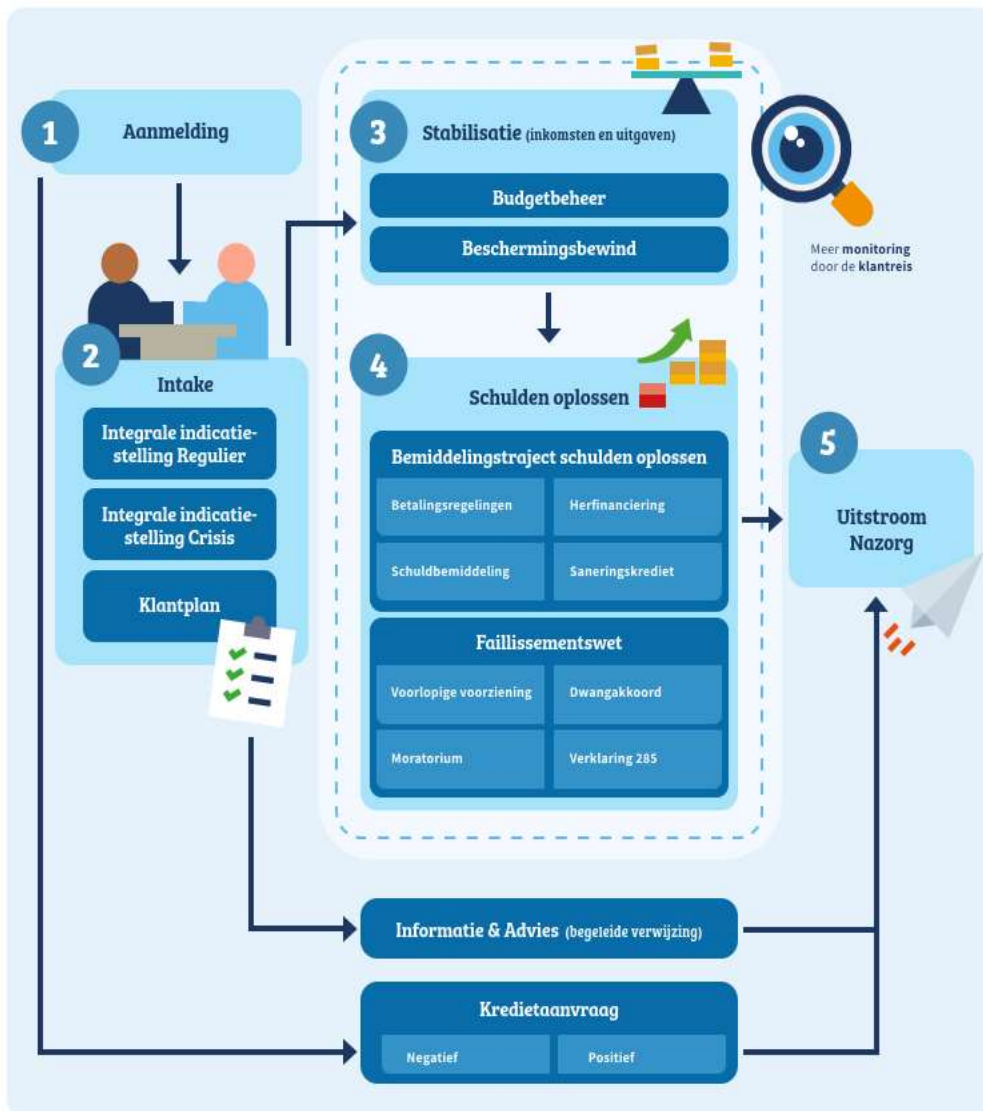 1
Aanmelding
2
Intake
Integrale indicatie-
stelling Regulier
Integrale indicatie-
stelling Crisis
Klantplan
3
Stabilisatie (inkomsten en uitgaven)
Budgetbeheer
Beschermingsbewind
Meer monitoring
door de klantreis
4
Schulden oplossen
Bemiddelingstraject schulden oplossen
Betalingsregelingen
Herfinanciering
Schuldbemiddeling
Saneringskrediet
Faillissementswet
Voorlopige voorziening
Dwangakkoord
Moratorium
Verklaring 285
5
Uitstroom
Nazorg
Informatie & Advies (begeleide verwijzing)
Kredietaanvraag
Negatief
Positief